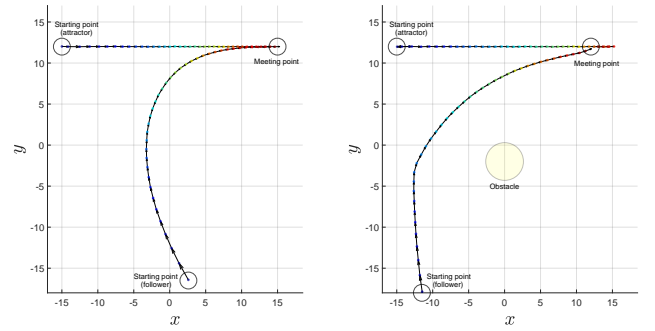 Starting point
(attractor)
Meeting point
Starting point
(follower)
15
10
5
0
-5
-10
-15
y
-15 -10 -5 0 5 10 15
x
Starting point
(attractor)
Meeting point
Obstacle
Starting point
(follower)
15
10
5
0
-5
-10
-15
y
-15 -10 -5 0 5 10 15
x